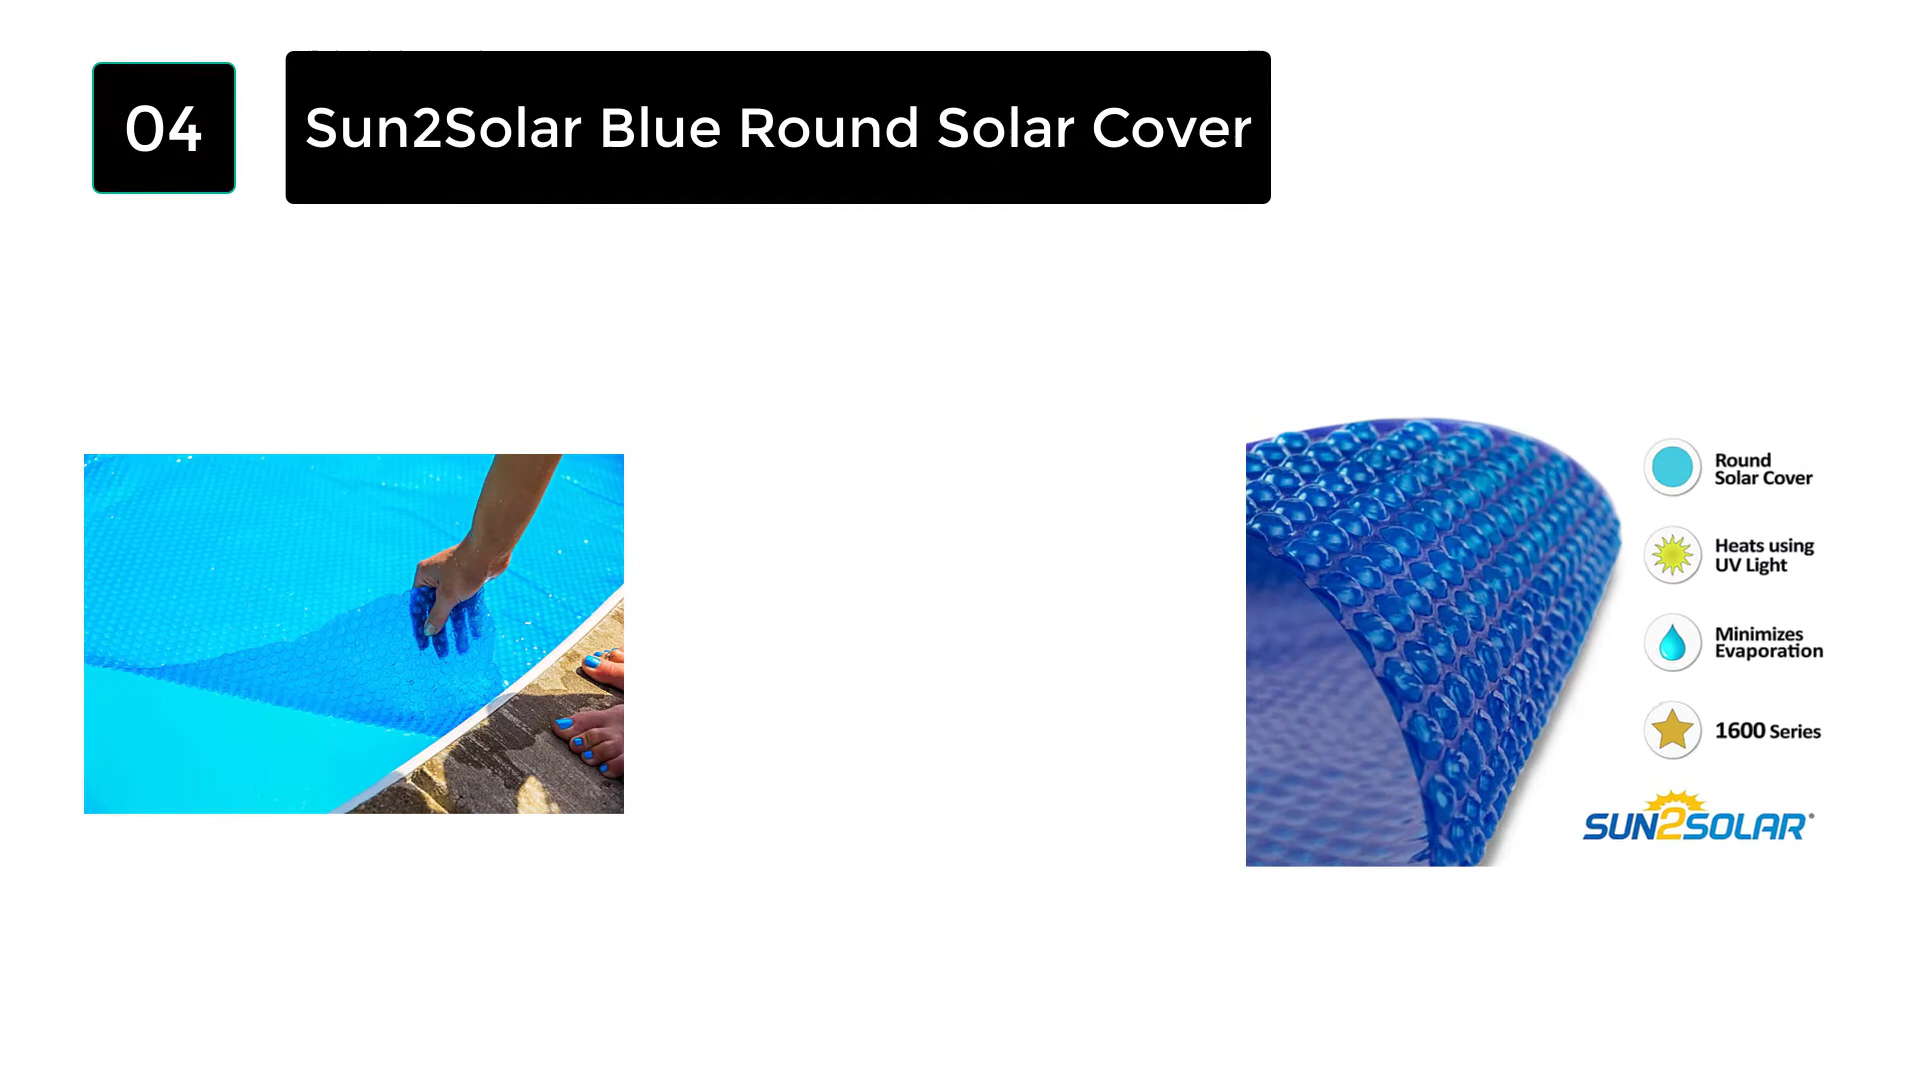 04
Sun2Solar Blue Round Solar Cover
Round
Solar Cover
Heats using
UV Light
Minimizes
Evaporation
1600 Series
SUN2SOLAR